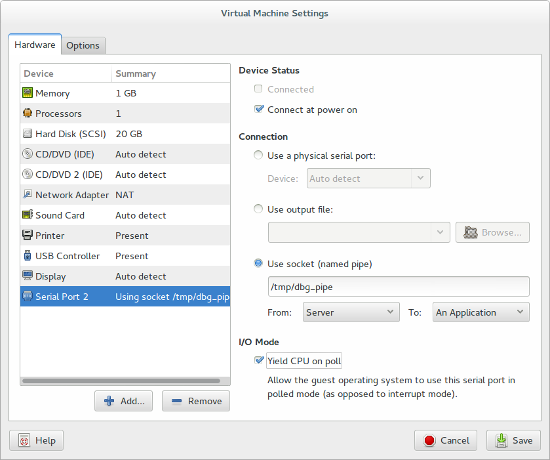 Virtual Machine Settings
Hardware Options
Device Summary
Memory 1 GB
Processors 1
Hard Disk (SCSI) 20 GB
CD/DVD (IDE) Auto detect
CD/DVD 2 (IDE) Auto detect
Network Adapter NAT
Sound Card Auto detect
Printer Present
USB Controller Present
Display Auto detect
Serial Port 2 Using socket /tmp/dbg_pip
Add... Remove
Device Status
Connected
Connect at power on
Connection
Use a physical serial port:
Device: Auto detect
Use output file:
Browse...
Use socket (named pipe)
/tmp/dbg_pipe
From: Server To: An Application
I/O Mode
Yield CPU on poll
Allow the guest operating system to use this serial port in
polled mode (as opposed to interrupt mode).
Help Cancel Save